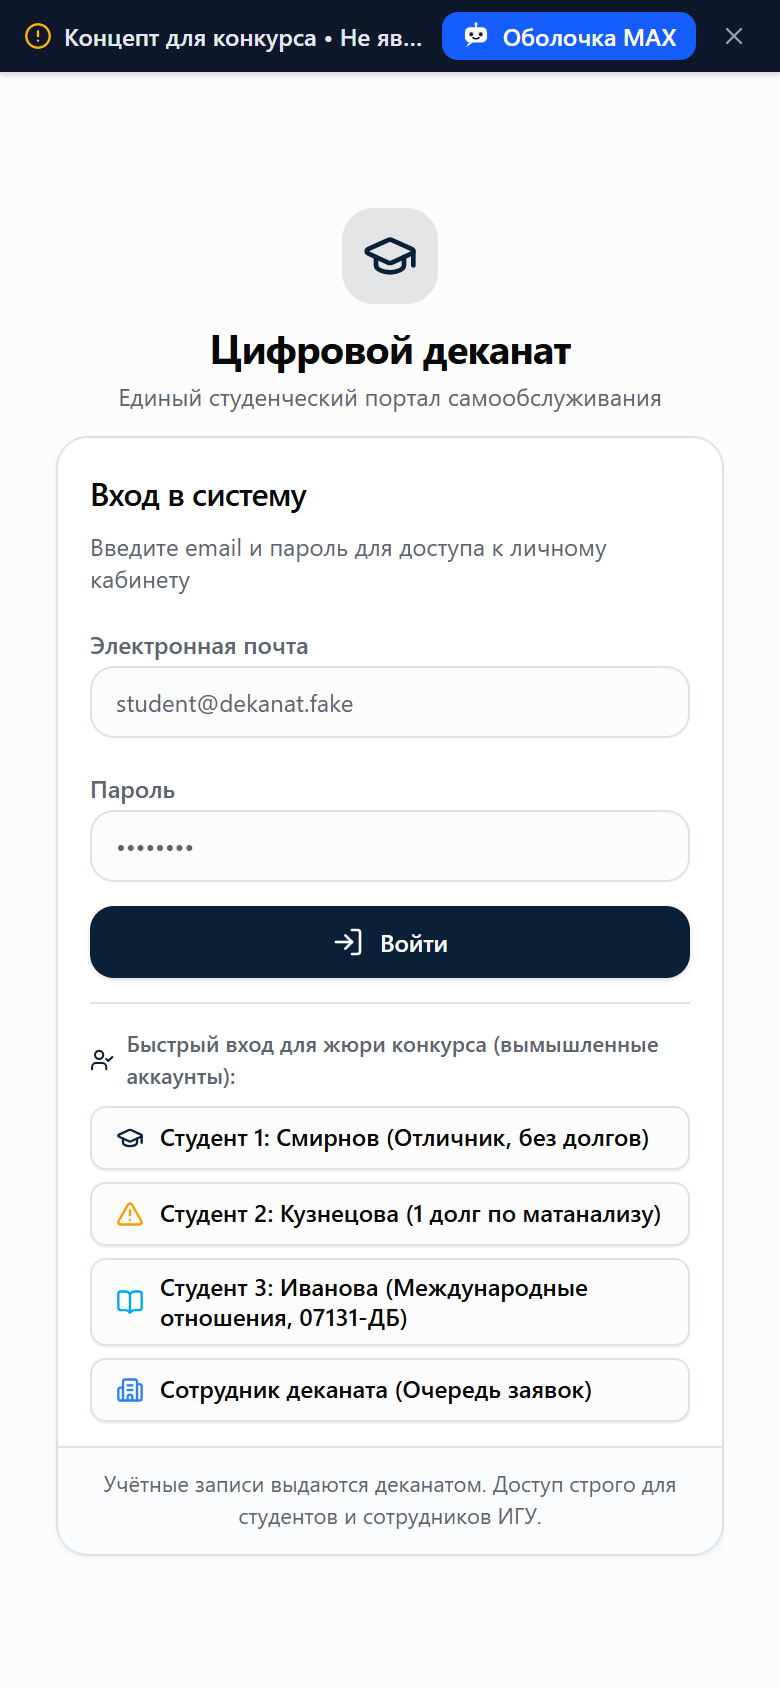 Концепт для конкурса • Не яв...
Оболочка MAX
Цифровой деканат
Единый студенческий портал самообслуживания
Вход в систему
Введите email и пароль для доступа к личному
кабинету
Электронная почта
student@dekanat.fake
Пароль
••••••••
Войти
Быстрый вход для жюри конкурса (вымышленные
аккаунты):
Студент 1: Смирнов (Отличник, без долгов)
Студент 2: Кузнецова (1 долг по матанализу)
Студент 3: Иванова (Международные
отношения, 07131-ДБ)
Сотрудник деканата (Очередь заявок)
Учётные записи выдаются деканатом. Доступ строго для
студентов и сотрудников ИГУ.